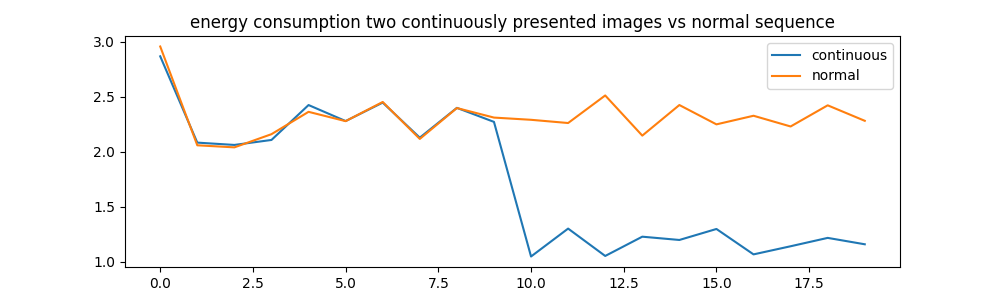 energy consumption two continuously presented images vs normal sequence
3.0
2.5
2.0
1.5
1.0
continuous
normal
0.0 2.5 5.0 7.5 10.0 12.5 15.0 17.5